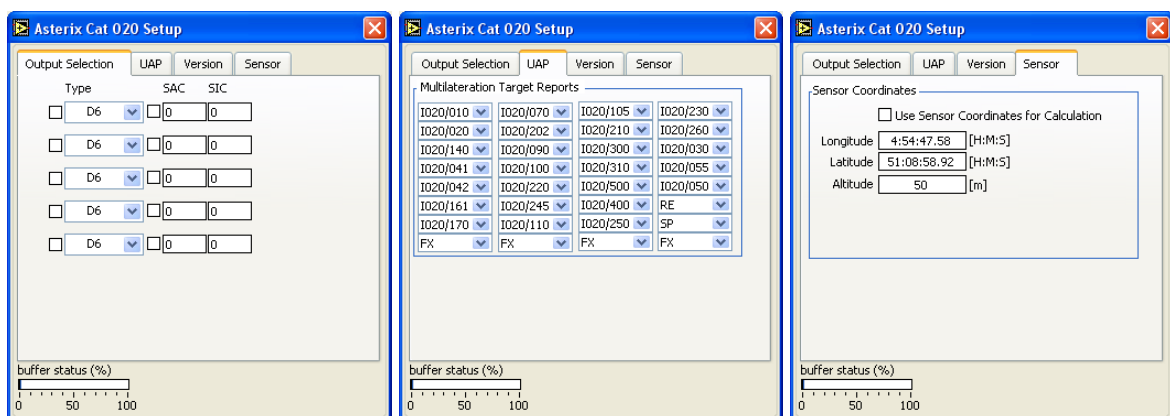 Asterix Cat 020 Setup
Output Selection UAP Version Sensor
Type SAC SIC
D6 0 0
D6 0 0
D6 0 0
D6 0 0
D6 0 0
buffer status (%)
0 50 100
Asterix Cat 020 Setup
Output Selection UAP Version Sensor
Multilateration Target Reports
I020/010 I020/070 I020/105 I020/230
I020/020 I020/202 I020/210 I020/260
I020/140 I020/090 I020/300 I020/030
I020/041 I020/100 I020/310 I020/055
I020/042 I020/220 I020/500 I020/050
I020/161 I020/245 I020/400 RE
I020/170 I020/110 I020/250 SP
FX FX FX FX
buffer status (%)
0 50 100
Asterix Cat 020 Setup
Output Selection UAP Version Sensor
Sensor Coordinates
Use Sensor Coordinates for Calculation
Longitude 4:54:47.58 [H:M:S]
Latitude 51:08:58.92 [H:M:S]
Altitude 50 [m]
buffer status (%)
0 50 100